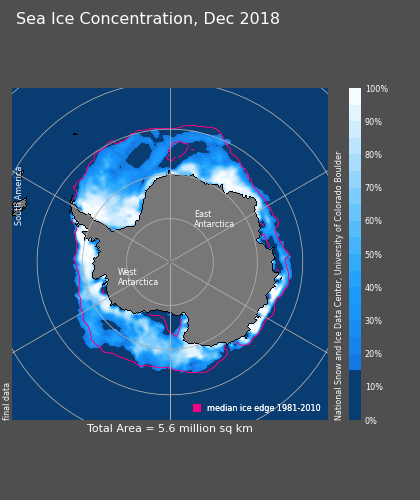 Sea Ice Concentration, Dec 2018
South America
East
Antarctica
West
Antarctica
final data
median ice edge 1981-2010
Total Area = 5.6 million sq km
National Snow and Ice Data Center, University of Colorado Boulder
100%
90%
80%
70%
60%
50%
40%
30%
20%
10%
0%